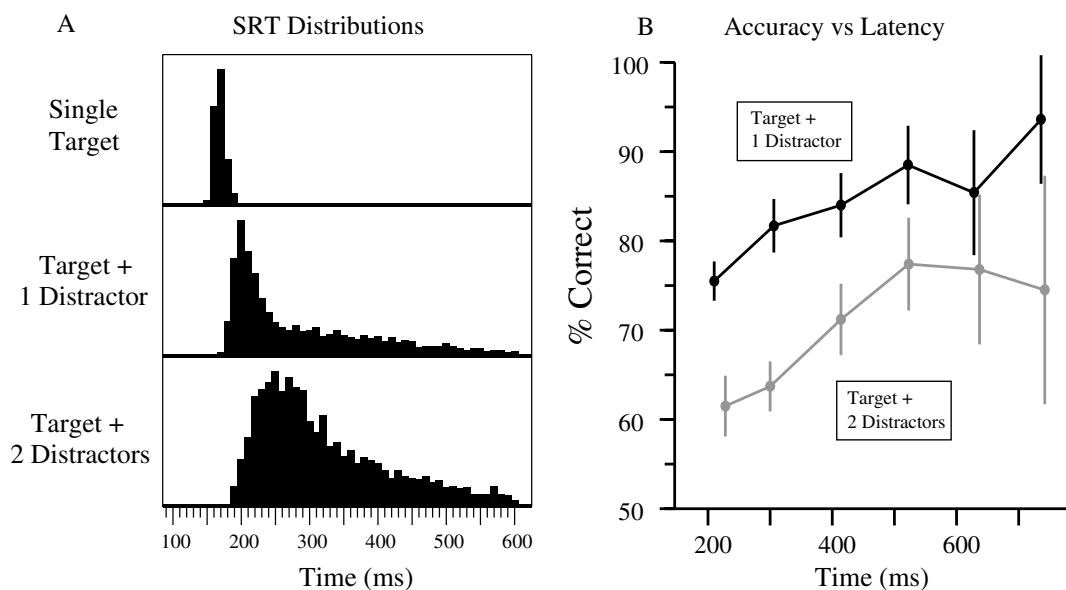 A
SRT Distributions
Single
Target
Target +
1 Distractor
Target +
2 Distractors
100
200
300
400
500
600
Time (ms)
B
Accuracy vs Latency
100
90
80
70
60
50
% Correct
Target +
1 Distractor
Target +
2 Distractors
200
400
600
Time (ms)